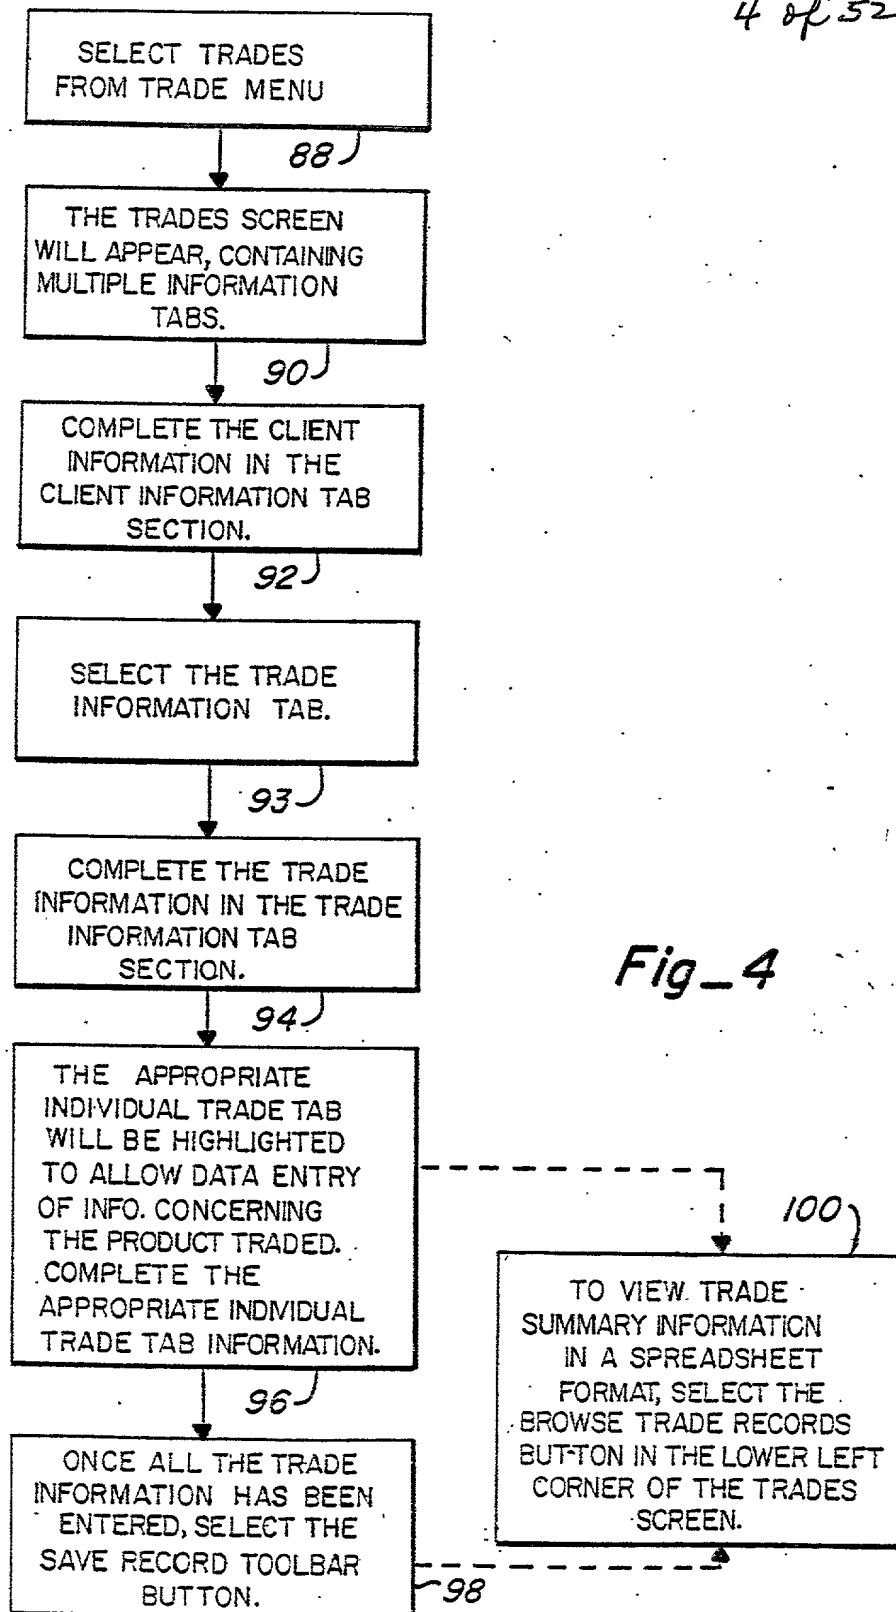 4 of 52
SELECT TRADES
FROM TRADE MENU
88
THE TRADES SCREEN
WILL APPEAR, CONTAINING
MULTIPLE INFORMATION
TABS.
90
COMPLETE THE CLIENT
INFORMATION IN THE
CLIENT INFORMATION TAB
SECTION.
92
SELECT THE TRADE
INFORMATION TAB.
93
COMPLETE THE TRADE
INFORMATION IN THE TRADE
INFORMATION TAB
SECTION.
94
Fig_4
THE APPROPRIATE
INDIVIDUAL TRADE TAB
WILL BE HIGHLIGHTED
TO ALLOW DATA ENTRY
OF INFO. CONCERNING
THE PRODUCT TRADED.
COMPLETE THE
APPROPRIATE INDIVIDUAL
TRADE TAB INFORMATION.
96
ONCE ALL THE TRADE
INFORMATION HAS BEEN
ENTERED, SELECT THE
SAVE RECORD TOOLBAR
BUTTON.
98
100
TO VIEW TRADE
SUMMARY INFORMATION
IN A SPREADSHEET
FORMAT, SELECT THE
BROWSE TRADE RECORDS
BUTTON IN THE LOWER LEFT
CORNER OF THE TRADES
SCREEN.